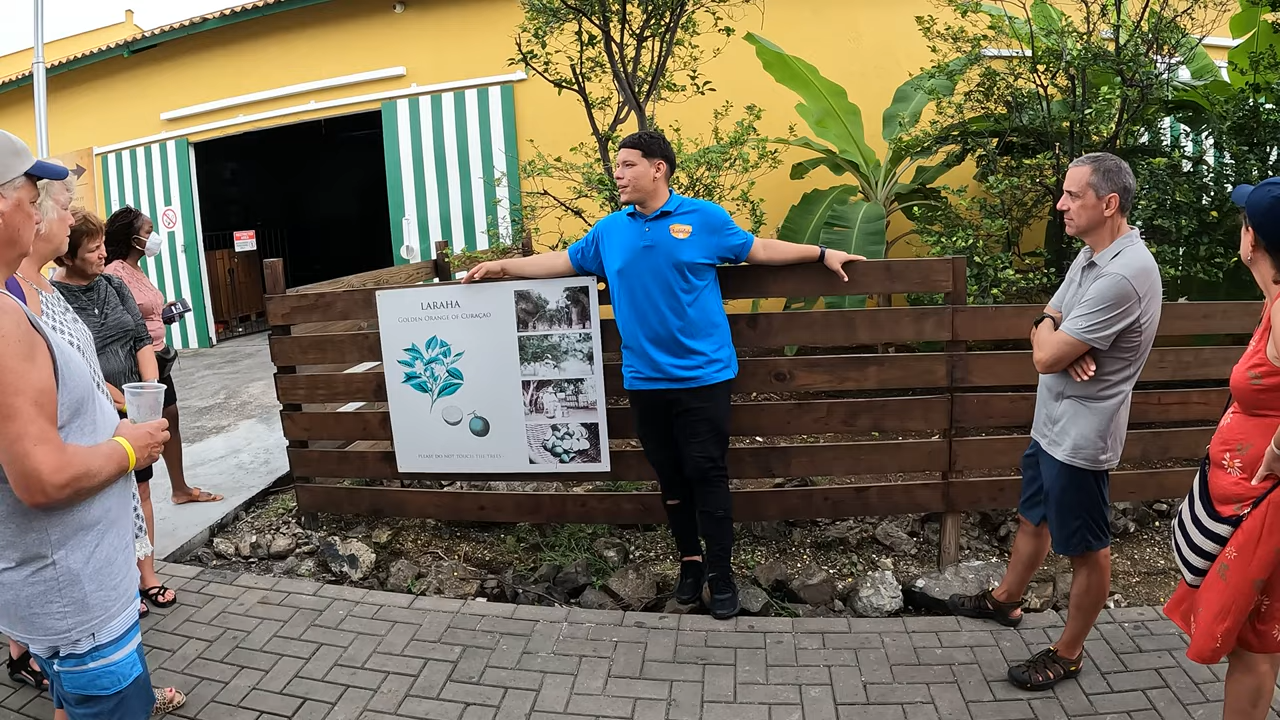 LARAHA
GOLDEN ORANGE OF CURAÇAO
PLEASE DO NOT TOUCH THE TREES